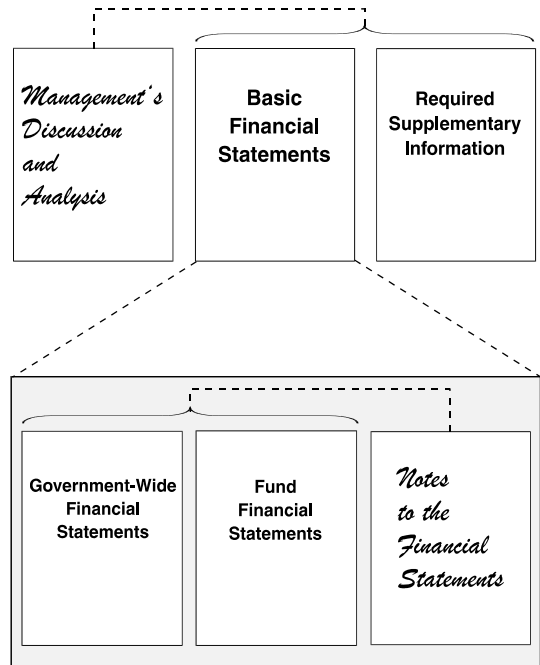 Management's
Discussion
and
Analysis
Basic
Financial
Statements
Required
Supplementary
Information
Government-Wide
Financial
Statements
Fund
Financial
Statements
Notes
to the
Financial
Statements